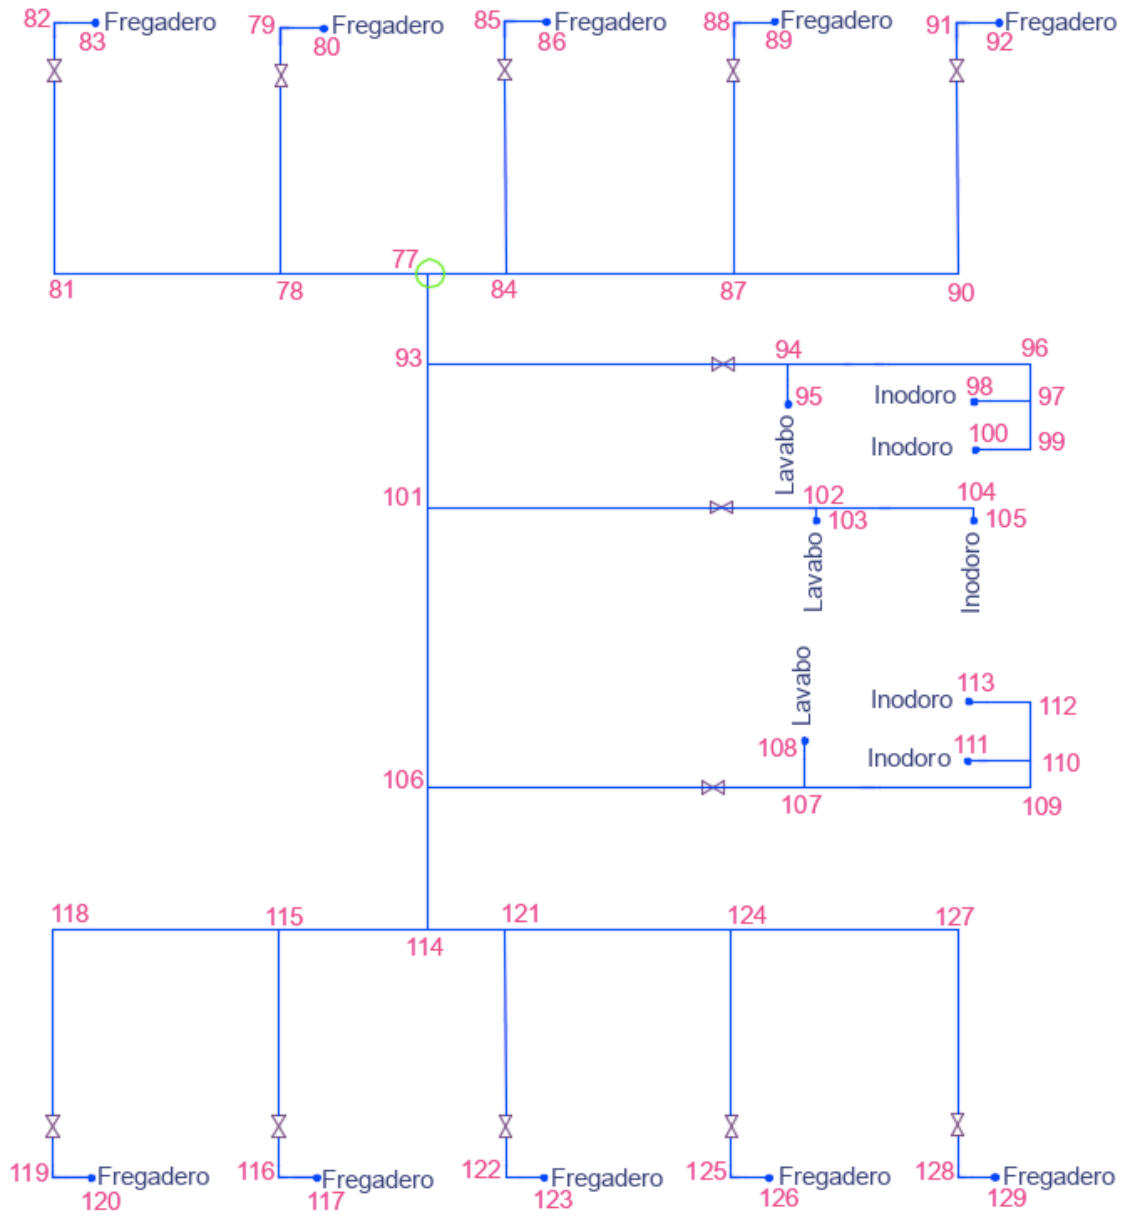 82 Fregadero 79 Fregadero 85 Fregadero 88 Fregadero 91 Fregadero
83 80 86 89 92
77
81 78 84 87 90
93 94 96
Inodoro 98 97
95
Inodoro 100 99
Lavabo
101 102 104
103 105
Lavabo
Inodoro
Lavabo
Inodoro 113 112
108 Inodoro 111 110
106
107 109
118 115 121 124 127
114
119 Fregadero 116 Fregadero 122 Fregadero 125 Fregadero 128 Fregadero
120 117 123 126 129